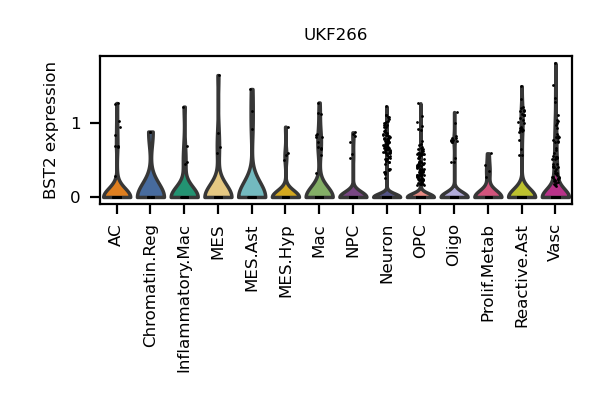 UKF266
BST2 expression
1
0
AC
Chromatin.Reg
Inflammatory.Mac
MES
MES.Ast
MES.Hyp
Mac
NPC
Neuron
OPC
Oligo
Prolif.Metab
Reactive.Ast
Vasc